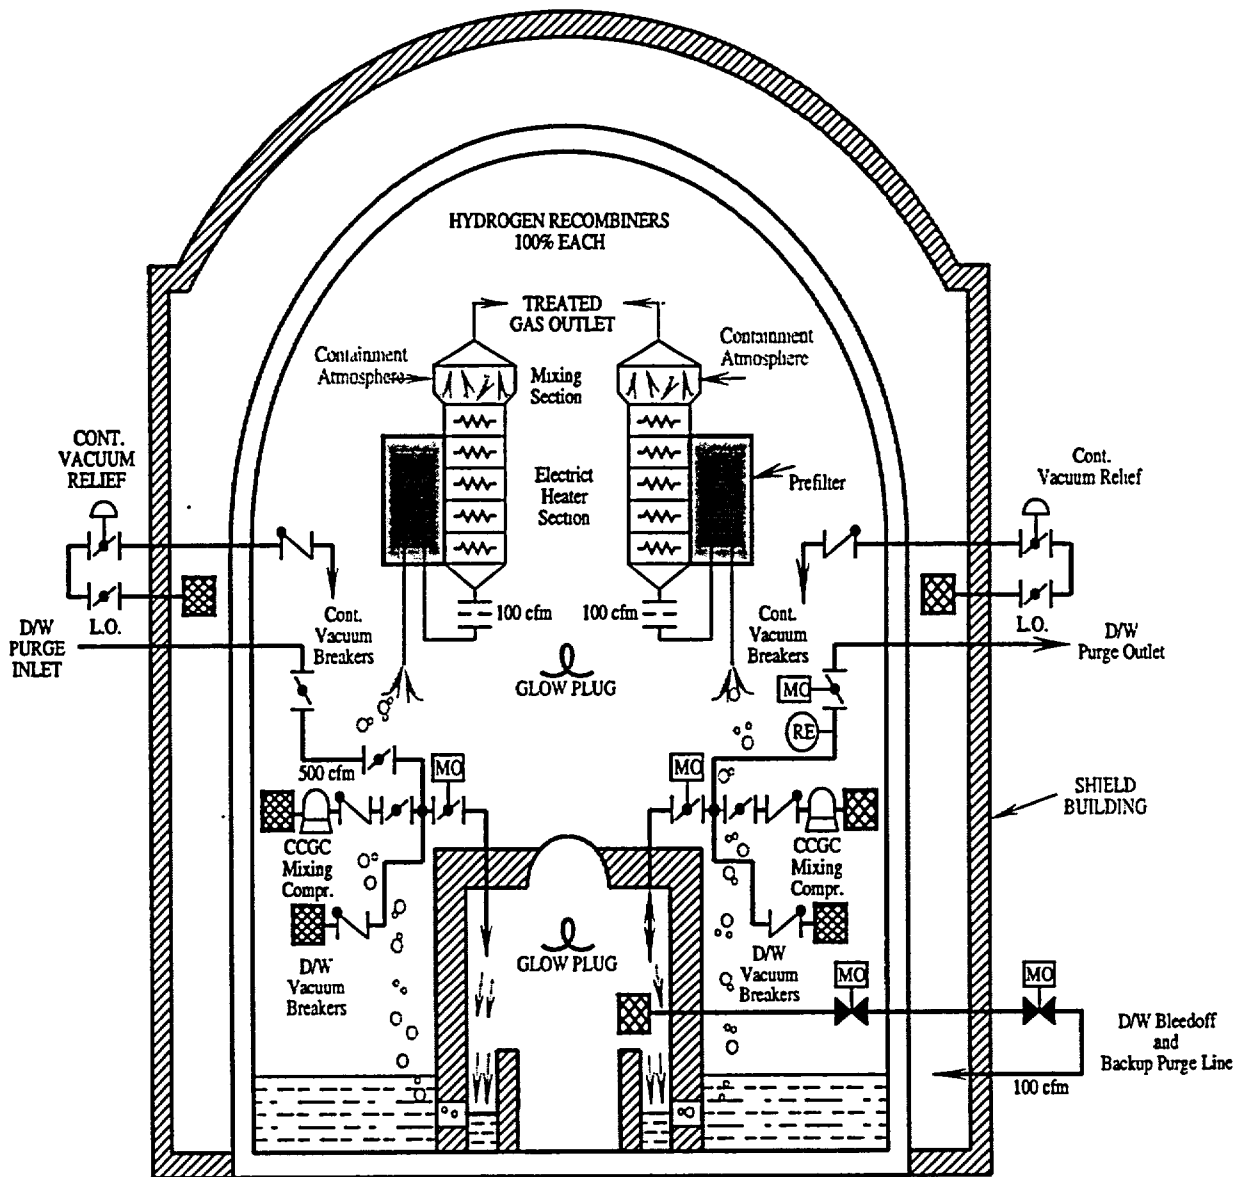 HYDROGEN RECOMBINERS
100% EACH
TREATED
GAS OUTLET
Containment
Atmosphere
Mixing
Section
Containment
Atmosphere
CONT.
VACUUM
RELIEF
Electrict
Heater
Section
Prefilter
Cont.
Vacuum Relief
L.O.
100 cfm
100 cfm
L.O.
D/W
PURGE
INLET
Cont.
Vacuum
Breakers
Cont.
Vacuum
Breakers
D/W
Purge Outlet
GLOW PLUG
MO
RE
500 cfm
MO
MO
SHIELD
BUILDING
CCGC
Mixing
Compr.
CCGC
Mixing
Compr.
D/W
Vacuum
Breakers
GLOW PLUG
D/W
Vacuum
Breakers
MO
MO
D/W Bleedoff
and
Backup Purge Line
100 cfm